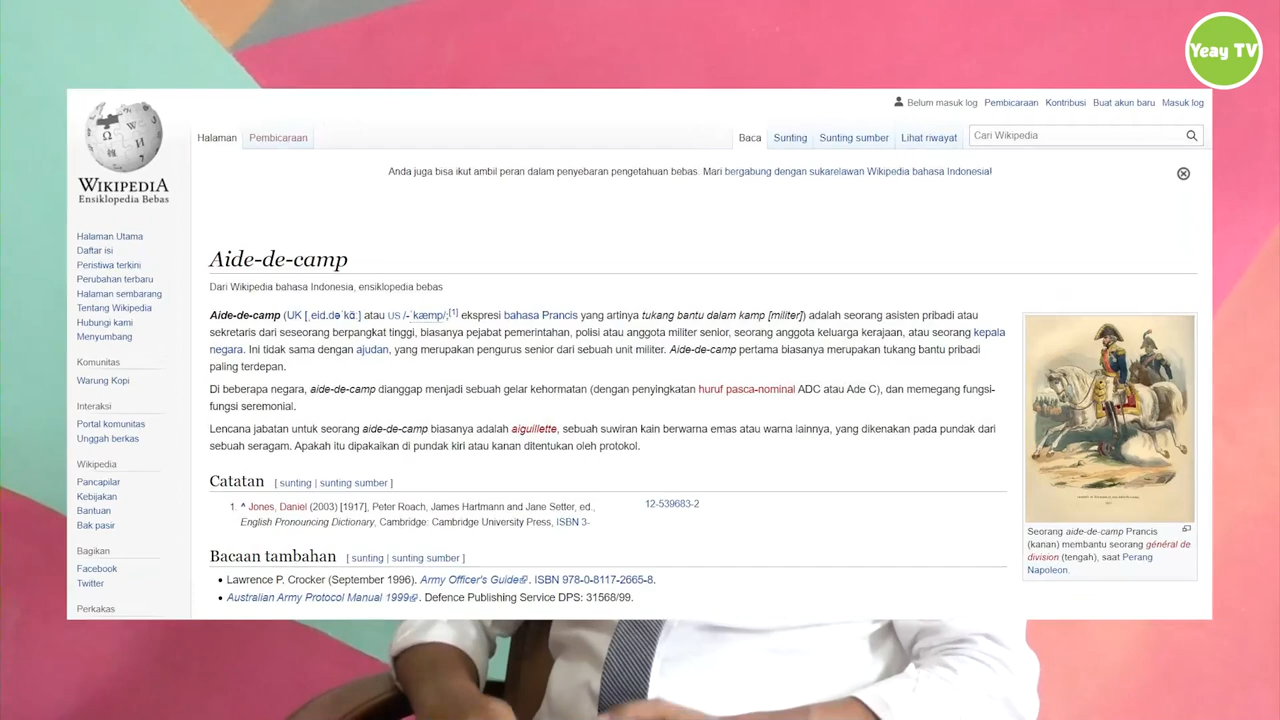 Yeay TV
Belum masuk log Pembicaraan Kontribusi Buat akun baru Masuk log
Halaman Pembicaraan Baca Sunting Sunting sumber Lihat riwayat Cari Wikipedia
WIKIPEDIA
Ensiklopedia Bebas
Anda juga bisa ikut ambil peran dalam penyebaran pengetahuan bebas. Mari bergabung dengan sukarelawan Wikipedia bahasa Indonesia!
Halaman Utama
Daftar isi
Peristiwa terkini
Perubahan terbaru
Halaman sembarang
Tentang Wikipedia
Hubungi kami
Menyumbang
Komunitas
Warung Kopi
Interaksi
Portal komunitas
Unggah berkas
Wikipedia
Pancapilar
Kebijakan
Bantuan
Bak pasir
Bagikan
Facebook
Twitter
Perkakas
Aide-de-camp
Dari Wikipedia bahasa Indonesia, ensiklopedia bebas
Aide-de-camp (UK [ˌeid.dəˈkɑ̃ː] atau US /-ˈkæmp/;[1] ekspresi bahasa Prancis yang artinya tukang bantu dalam kamp [militer]) adalah seorang asisten pribadi atau
sekretaris dari seseorang berpangkat tinggi, biasanya pejabat pemerintahan, polisi atau anggota militer senior, seorang anggota keluarga kerajaan, atau seorang kepala
negara. Ini tidak sama dengan ajudan, yang merupakan pengurus senior dari sebuah unit militer. Aide-de-camp pertama biasanya merupakan tukang bantu pribadi
paling terdepan.
Di beberapa negara, aide-de-camp dianggap menjadi sebuah gelar kehormatan (dengan penyingkatan huruf pasca-nominal ADC atau Ade C), dan memegang fungsi-
fungsi seremonial.
Lencana jabatan untuk seorang aide-de-camp biasanya adalah aiguillette, sebuah suwiran kain berwarna emas atau warna lainnya, yang dikenakan pada pundak dari
sebuah seragam. Apakah itu dipakaikan di pundak kiri atau kanan ditentukan oleh protokol.
Catatan [ sunting | sunting sumber ]
1. ^ Jones, Daniel (2003) [1917], Peter Roach, James Hartmann and Jane Setter, ed.,
English Pronouncing Dictionary, Cambridge: Cambridge University Press, ISBN 3-
12-539683-2
Bacaan tambahan [ sunting | sunting sumber ]
Lawrence P. Crocker (September 1996). Army Officer's Guide. ISBN 978-0-8117-2665-8.
Australian Army Protocol Manual 1999. Defence Publishing Service DPS: 31568/99.
Seorang aide-de-camp Prancis
(kanan) membantu seorang général de
division (tengah), saat Perang
Napoleon.